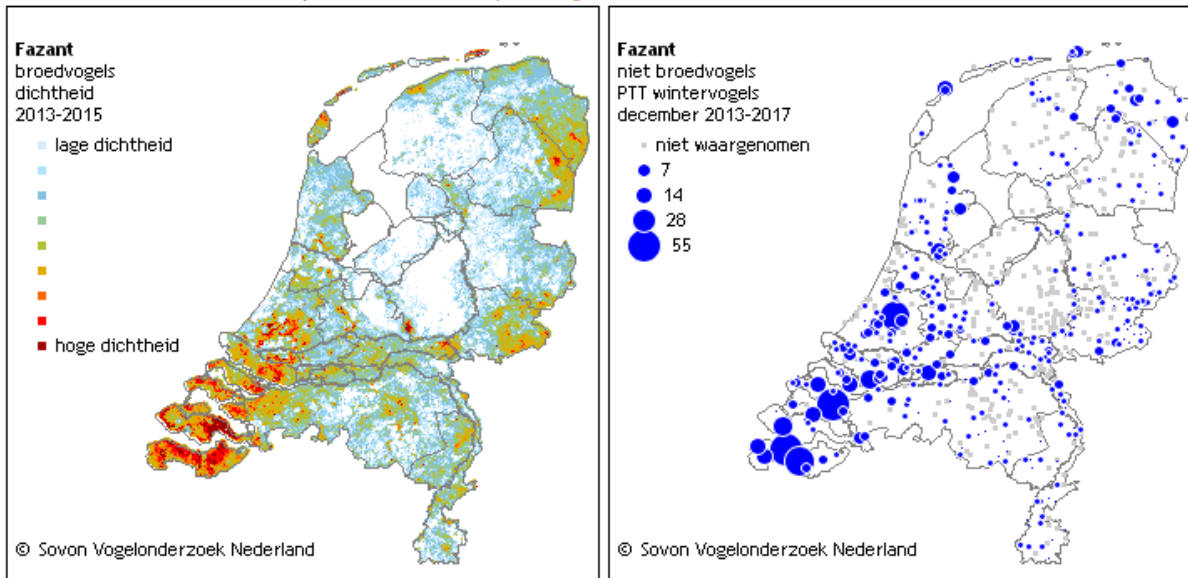 Fazant
broedvogels
dichtheid
2013-2015
lage dichtheid
hoge dichtheid
© Sovon Vogelonderzoek Nederland
Fazant
niet broedvogels
PTT wintervogels
december 2013-2017
niet waargenomen
7
14
28
55
© Sovon Vogelonderzoek Nederland